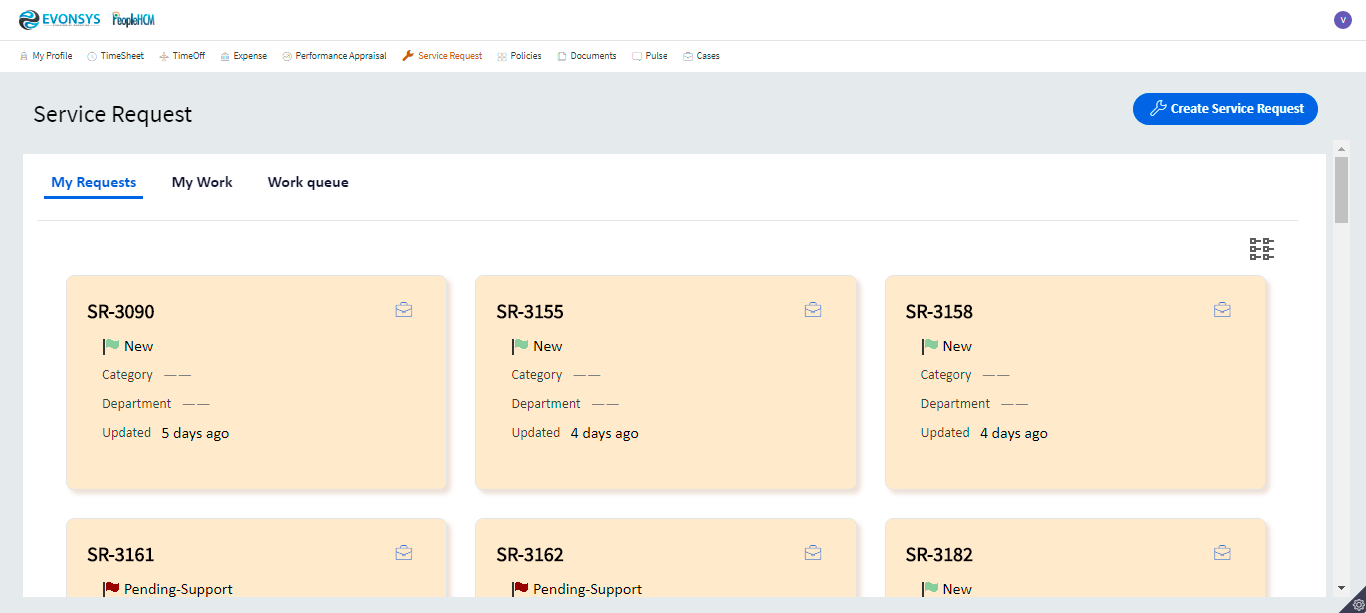 EVONSYS PeopleHCM V
My Profile TimeSheet TimeOff Expense Performance Appraisal Service Request Policies Documents Pulse Cases
Service Request Create Service Request
My Requests My Work Work queue
SR-3090 SR-3155 SR-3158
New New New
Category —— Category —— Category ——
Department —— Department —— Department ——
Updated 5 days ago Updated 4 days ago Updated 4 days ago
SR-3161 SR-3162 SR-3182
Pending-Support Pending-Support New